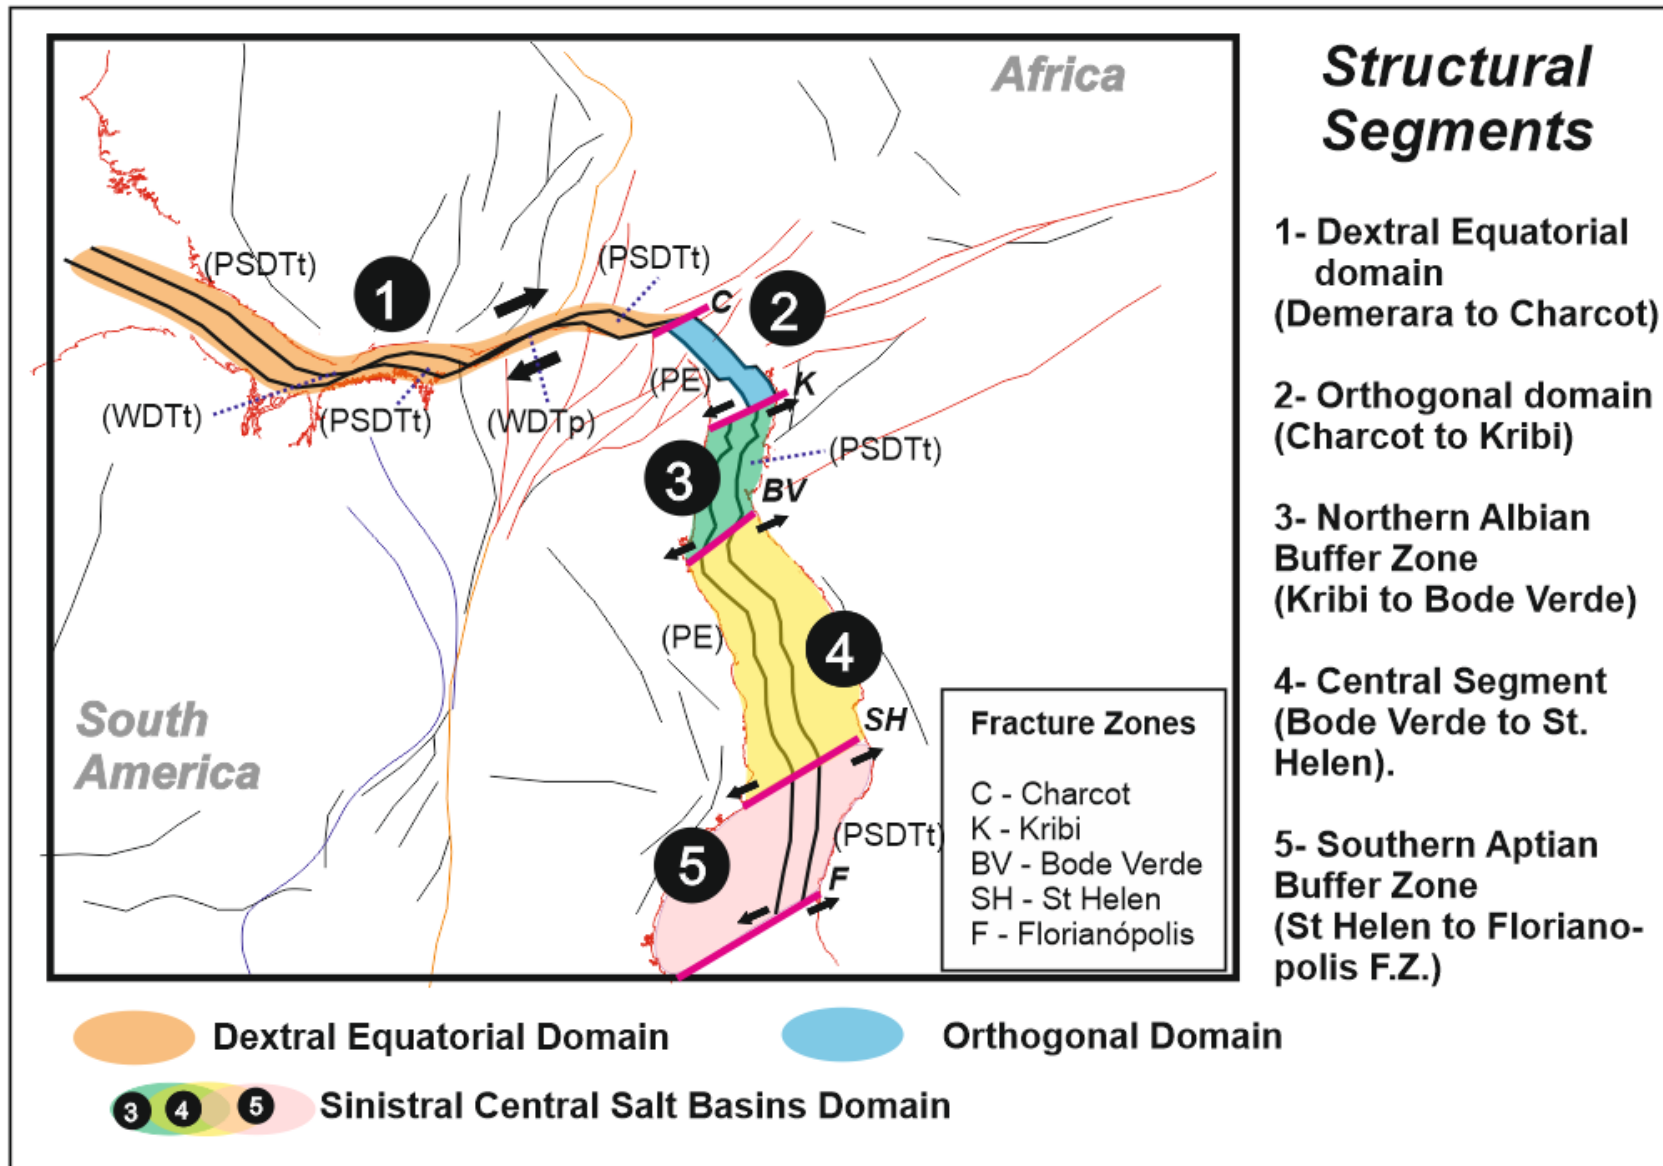 Africa
South
America
(PSDTt)
1
(PSDTt)
C
2
(WDTt)
(PSDTt)
(WDTp)
(PE)
K
3
(PSDTt)
BV
(PE)
4
SH
5
(PSDTt)
F
Fracture Zones
C - Charcot
K - Kribi
BV - Bode Verde
SH - St Helen
F - Florianópolis
Structural
Segments
1- Dextral Equatorial
domain
(Demerara to Charcot)
2- Orthogonal domain
(Charcot to Kribi)
3- Northern Albian
Buffer Zone
(Kribi to Bode Verde)
4- Central Segment
(Bode Verde to St.
Helen).
5- Southern Aptian
Buffer Zone
(St Helen to Floriano-
polis F.Z.)
Dextral Equatorial Domain
Orthogonal Domain
3 4 5 Sinistral Central Salt Basins Domain